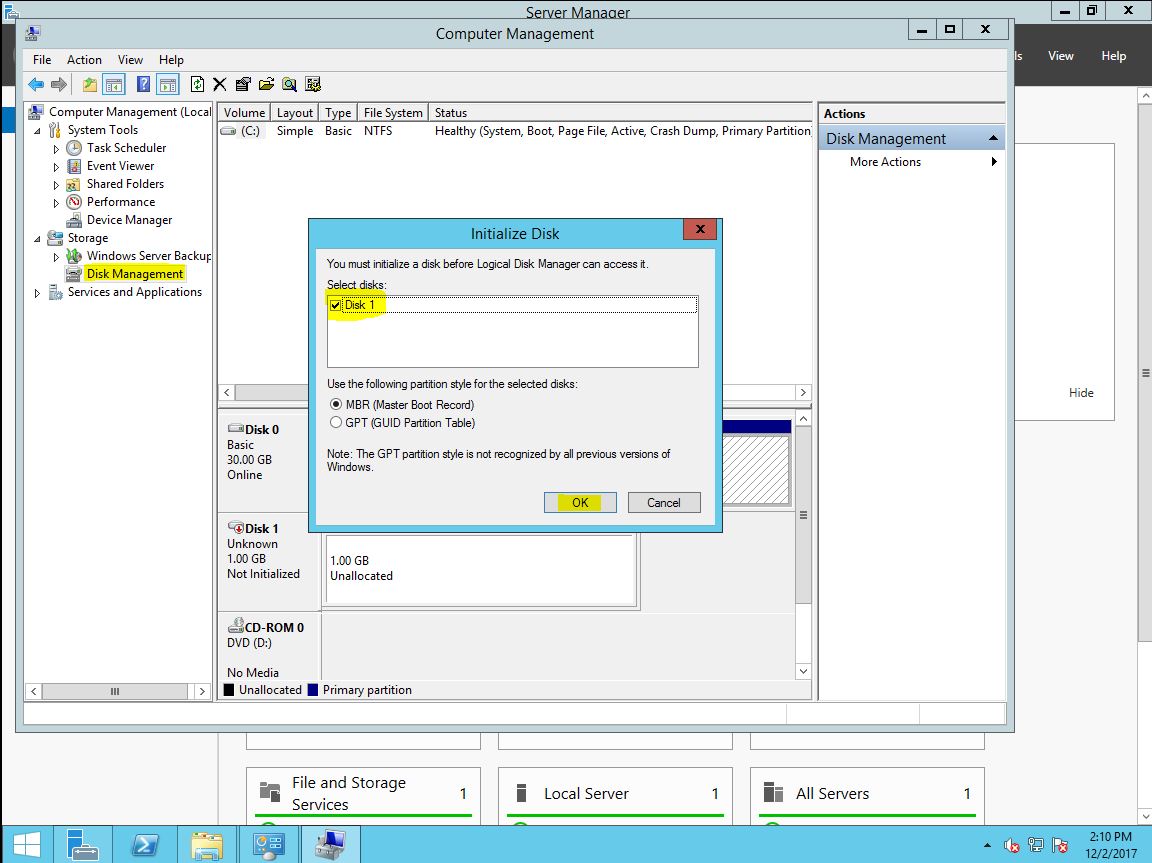 Server Manager
Computer Management
File Action View Help
ls View Help
Computer Management (Local
System Tools
Task Scheduler
Event Viewer
Shared Folders
Performance
Device Manager
Storage
Windows Server Backup
Disk Management
Services and Applications
Volume Layout Type File System Status
(C:) Simple Basic NTFS Healthy (System, Boot, Page File, Active, Crash Dump, Primary Partition)
Actions
Disk Management
More Actions
Initialize Disk
You must initialize a disk before Logical Disk Manager can access it.
Select disks:
Disk 1
Use the following partition style for the selected disks:
MBR (Master Boot Record)
GPT (GUID Partition Table)
Note: The GPT partition style is not recognized by all previous versions of
Windows.
OK Cancel
Hide
Disk 0
Basic
30.00 GB
Online
Disk 1
Unknown
1.00 GB
Not Initialized
1.00 GB
Unallocated
CD-ROM 0
DVD (D:)
No Media
Unallocated Primary partition
File and Storage
Services 1
Local Server 1
All Servers 1
2:10 PM
12/2/2017